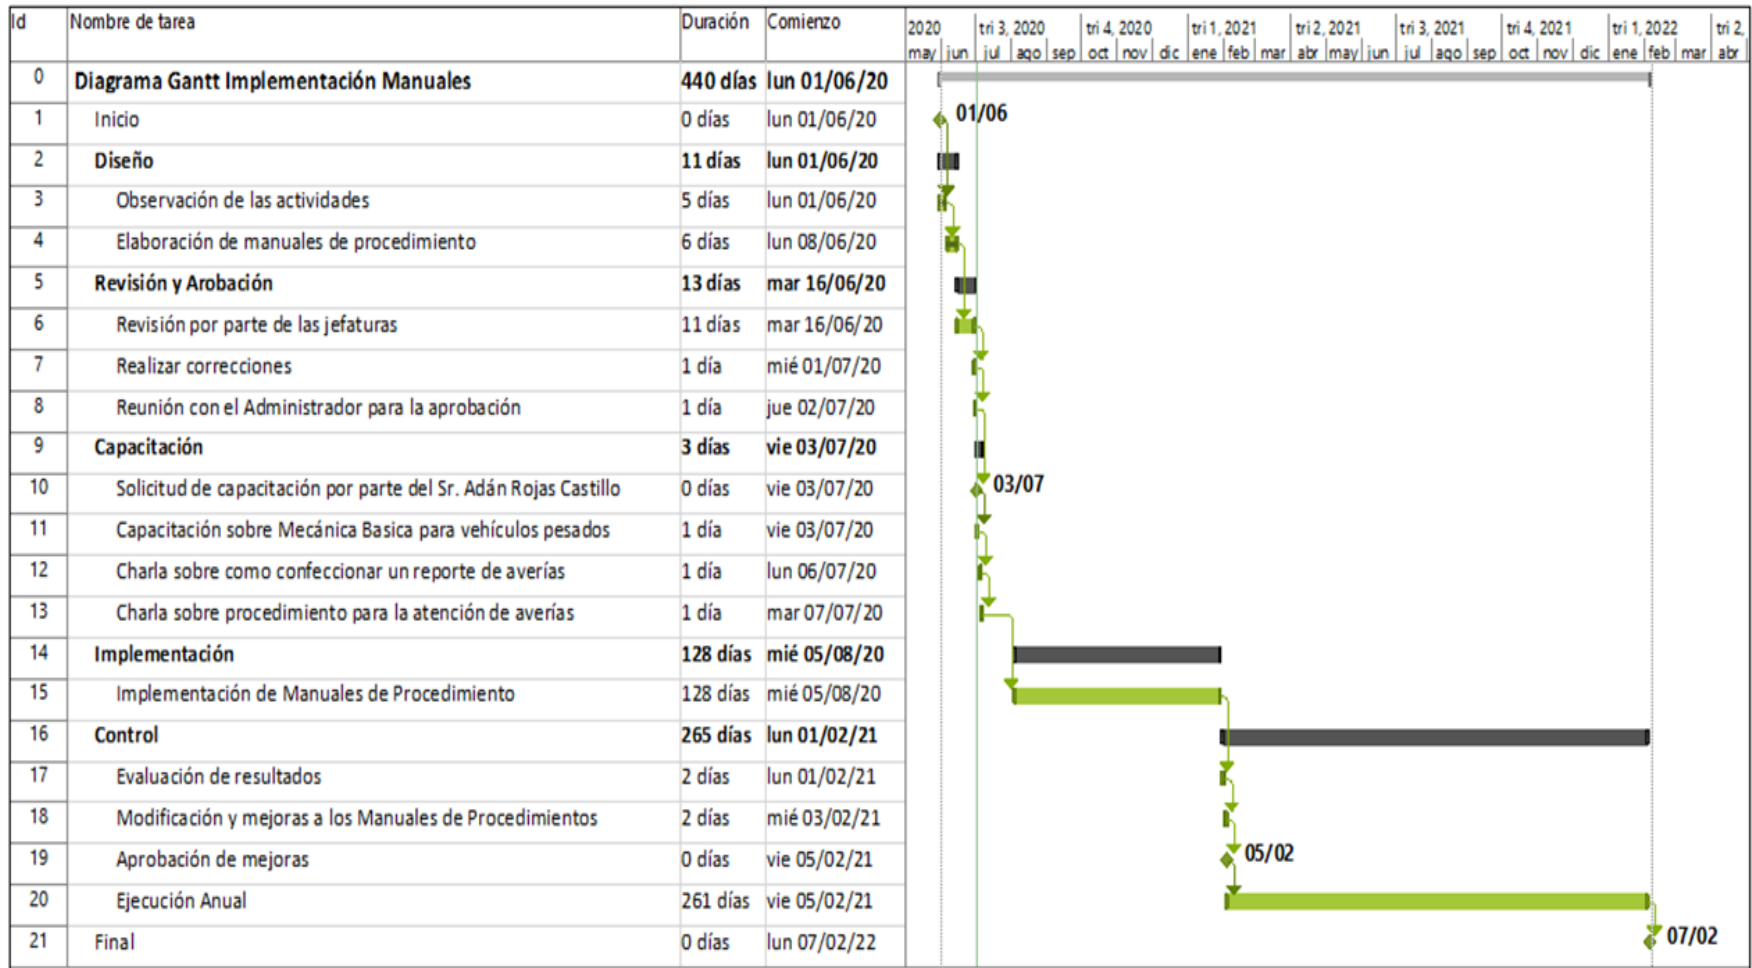 Id Nombre de tarea Duración Comienzo
2020 tri 3, 2020 tri 4, 2020 tri 1, 2021 tri 2, 2021 tri 3, 2021 tri 4, 2021 tri 1, 2022 tri 2,
may jun jul ago sep oct nov dic ene feb mar abr may jun jul ago sep oct nov dic ene feb mar abr
0 Diagrama Gantt Implementación Manuales 440 días lun 01/06/20
1 Inicio 0 días lun 01/06/20 01/06
2 Diseño 11 días lun 01/06/20
3 Observación de las actividades 5 días lun 01/06/20
4 Elaboración de manuales de procedimiento 6 días lun 08/06/20
5 Revisión y Arobación 13 días mar 16/06/20
6 Revisión por parte de las jefaturas 11 días mar 16/06/20
7 Realizar correcciones 1 día mié 01/07/20
8 Reunión con el Administrador para la aprobación 1 día jue 02/07/20
9 Capacitación 3 días vie 03/07/20
10 Solicitud de capacitación por parte del Sr. Adán Rojas Castillo 0 días vie 03/07/20 03/07
11 Capacitación sobre Mecánica Basica para vehículos pesados 1 día vie 03/07/20
12 Charla sobre como confeccionar un reporte de averías 1 día lun 06/07/20
13 Charla sobre procedimiento para la atención de averías 1 día mar 07/07/20
14 Implementación 128 días mié 05/08/20
15 Implementación de Manuales de Procedimiento 128 días mié 05/08/20
16 Control 265 días lun 01/02/21
17 Evaluación de resultados 2 días lun 01/02/21
18 Modificación y mejoras a los Manuales de Procedimientos 2 días mié 03/02/21
19 Aprobación de mejoras 0 días vie 05/02/21 05/02
20 Ejecución Anual 261 días vie 05/02/21
21 Final 0 días lun 07/02/22 07/02